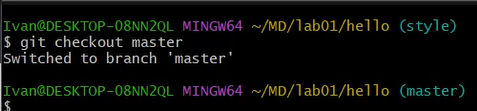 Ivan@DESKTOP-08NN2QL MINGW64 ~/MD/lab01/hello (style)
$ git checkout master
Switched to branch 'master'
Ivan@DESKTOP-08NN2QL MINGW64 ~/MD/lab01/hello (master)
$